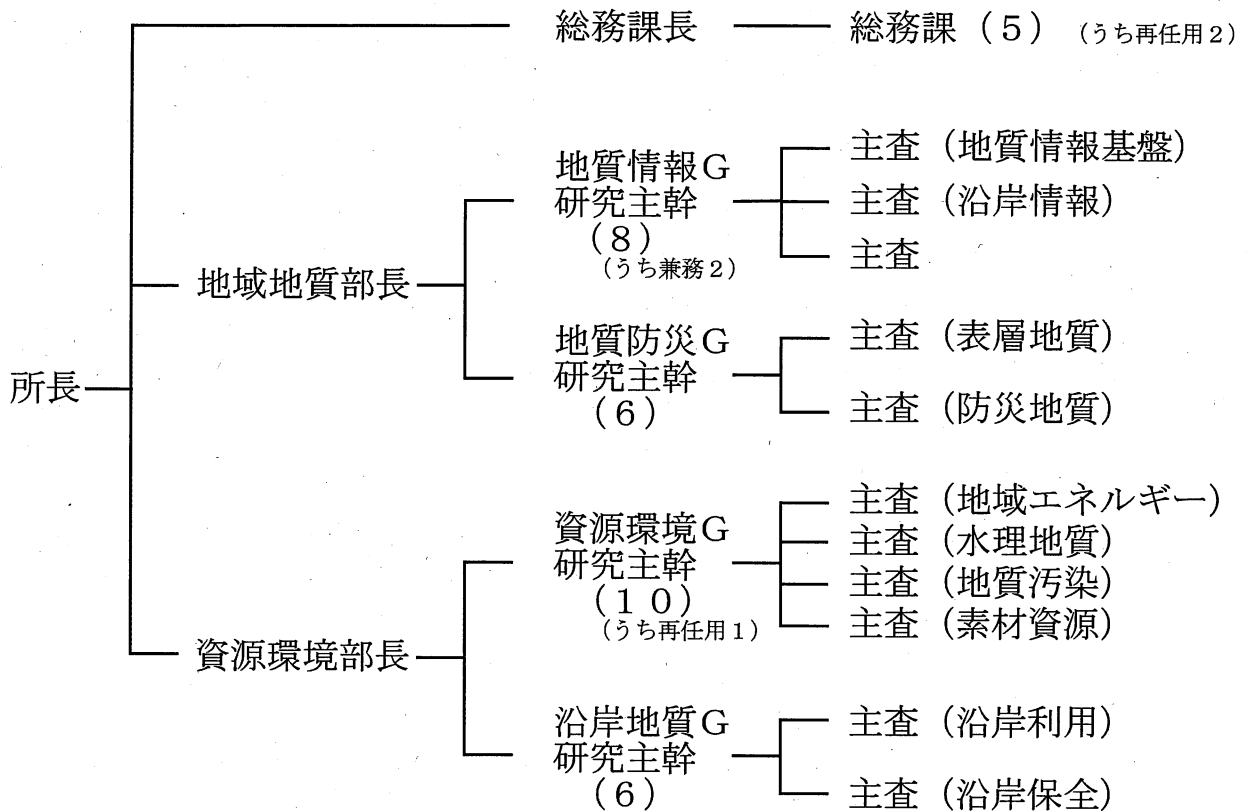 総務課長
総務課（５）（うち再任用２）
地質情報Ｇ
研究主幹
（８）
（うち兼務２）
主査（地質情報基盤）
主査（沿岸情報）
主査
地域地質部長
地質防災Ｇ
研究主幹
（６）
主査（表層地質）
主査（防災地質）
所長
資源環境Ｇ
研究主幹
（１０）
（うち再任用１）
主査（地域エネルギー）
主査（水理地質）
主査（地質汚染）
主査（素材資源）
資源環境部長
沿岸地質Ｇ
研究主幹
（６）
主査（沿岸利用）
主査（沿岸保全）